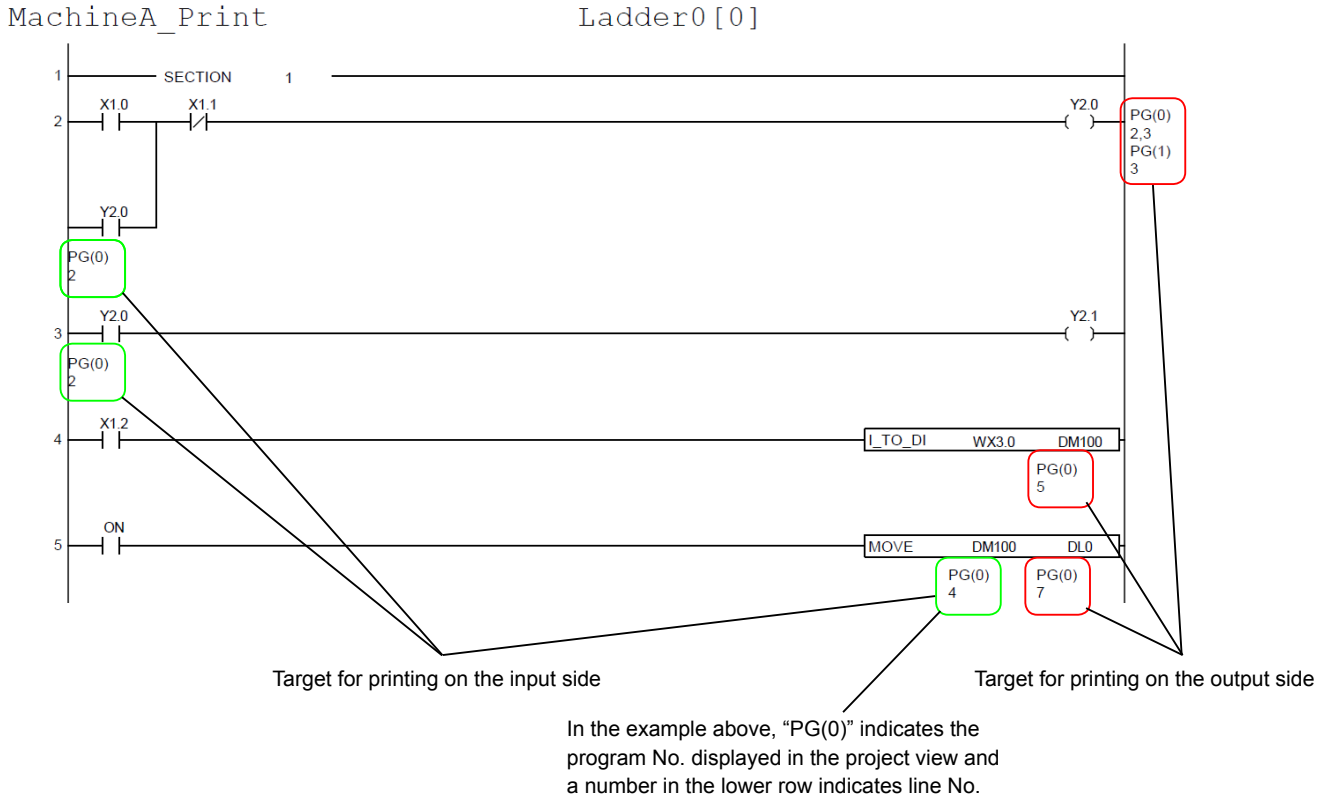 MachineA_Print Ladder0[0]
1 SECTION 1
X1.0 X1.1 Y2.0
2
PG(0)
2,3
PG(1)
3
Y2.0
PG(0)
2
Y2.0 Y2.1
3
PG(0)
2
X1.2
4 I_TO_DI WX3.0 DM100
PG(0)
5
ON
5 MOVE DM100 DL0
PG(0) PG(0)
4 7
Target for printing on the input side Target for printing on the output side
In the example above, “PG(0)” indicates the
program No. displayed in the project view and
a number in the lower row indicates line No.